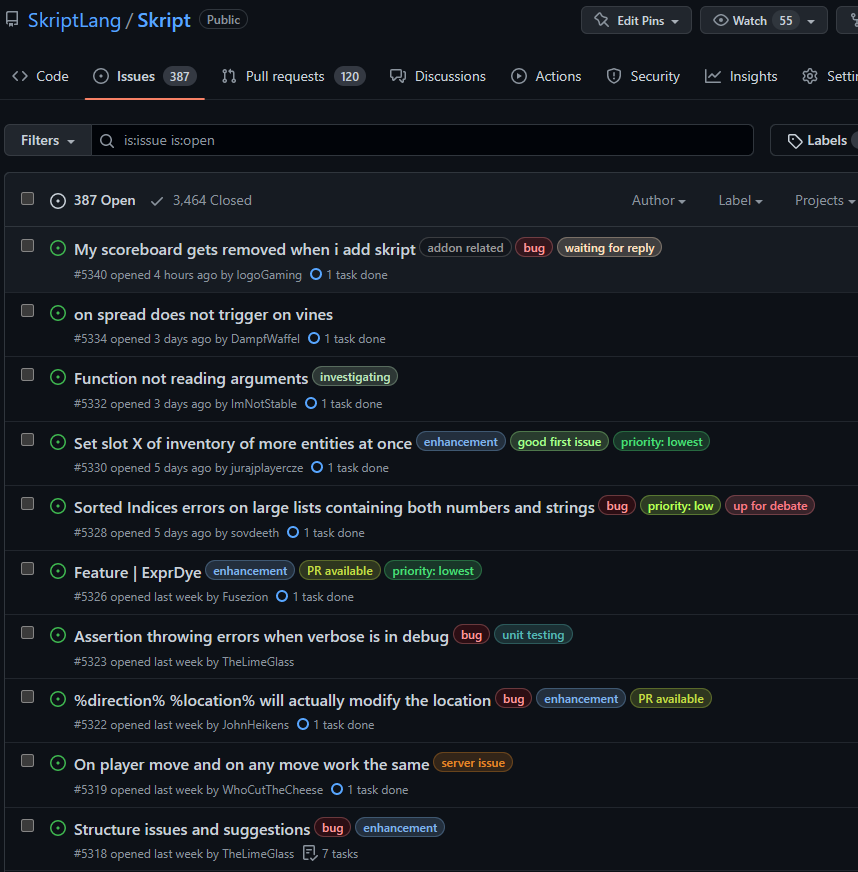 SkriptLang / Skript Public Edit Pins Watch 55
Code Issues 387 Pull requests 120 Discussions Actions Security Insights
Filters is:issue is:open Labels
387 Open 3,464 Closed Author Label Projects
My scoreboard gets removed when i add skript addon related bug waiting for reply
#5340 opened 4 hours ago by logoGaming 1 task done
on spread does not trigger on vines
#5334 opened 3 days ago by DampfWaffel 1 task done
Function not reading arguments investigating
#5332 opened 3 days ago by ImNotStable 1 task done
Set slot X of inventory of more entities at once enhancement good first issue priority: lowest
#5330 opened 5 days ago by jurajplayercze 1 task done
Sorted Indices errors on large lists containing both numbers and strings bug priority: low up for debate
#5328 opened 5 days ago by sovdeeth 1 task done
Feature | ExprDye enhancement PR available priority: lowest
#5326 opened last week by Fusezion 1 task done
Assertion throwing errors when verbose is in debug bug unit testing
#5323 opened last week by TheLimeGlass
%direction% %location% will actually modify the location bug enhancement PR available
#5322 opened last week by JohnHeikens 1 task done
On player move and on any move work the same server issue
#5319 opened last week by WhoCutTheCheese 1 task done
Structure issues and suggestions bug enhancement
#5318 opened last week by TheLimeGlass 7 tasks